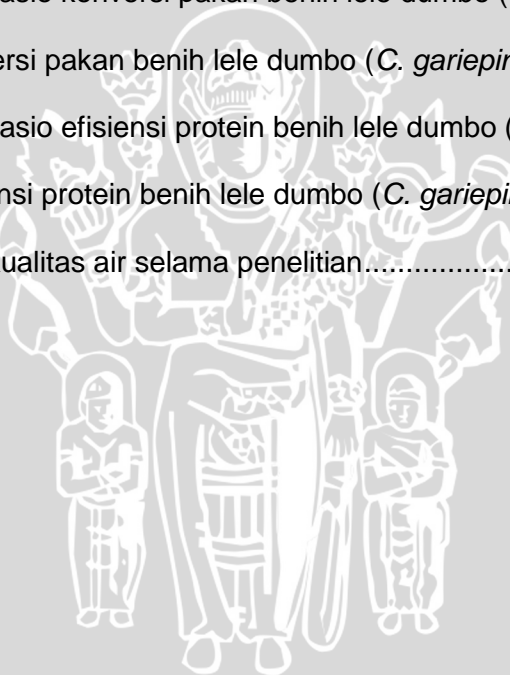 asio konversi pakan benih lele dumbo (
ersi pakan benih lele dumbo (C. gariepin
asio efisiensi protein benih lele dumbo (
nsi protein benih lele dumbo (C. gariepi
ualitas air selama penelitian..................